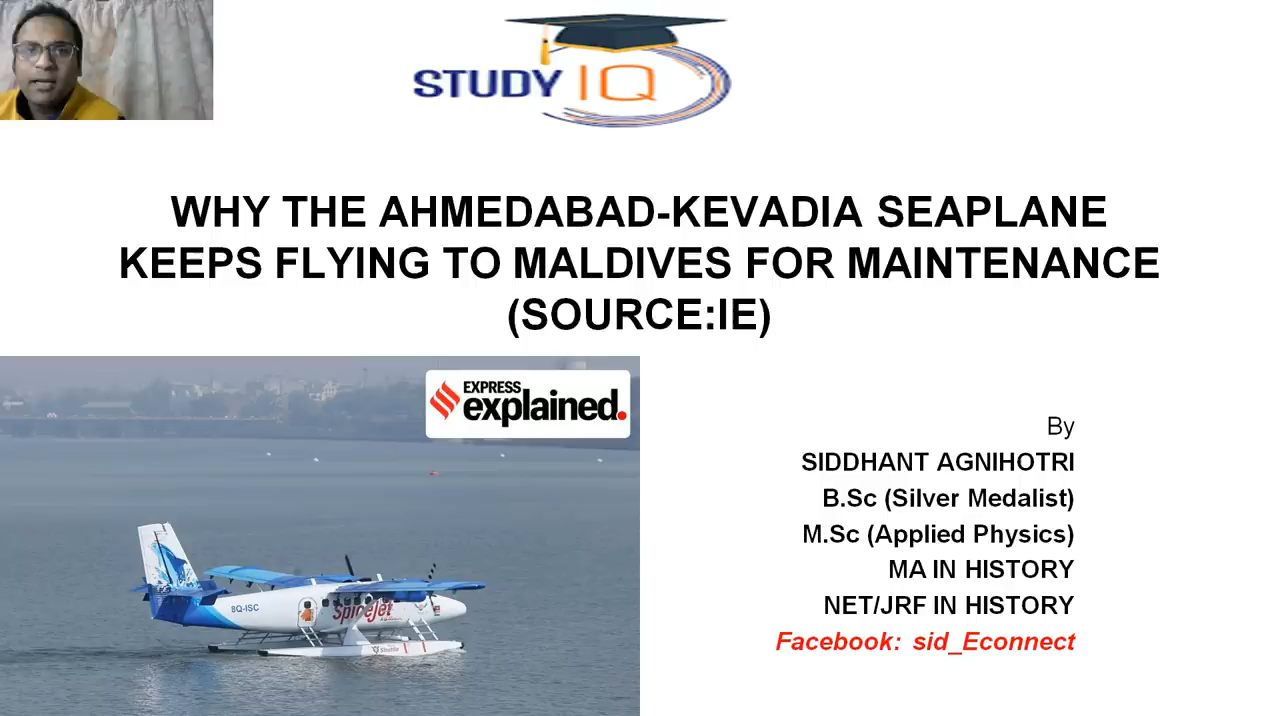 STUDY IQ
WHY THE AHMEDABAD-KEVADIA SEAPLANE
KEEPS FLYING TO MALDIVES FOR MAINTENANCE
(SOURCE:IE)
EXPRESS
explained.
8Q-ISC
SpiceJet
Shuttle
By
SIDDHANT AGNIHOTRI
B.Sc (Silver Medalist)
M.Sc (Applied Physics)
MA IN HISTORY
NET/JRF IN HISTORY
Facebook: sid_Econnect